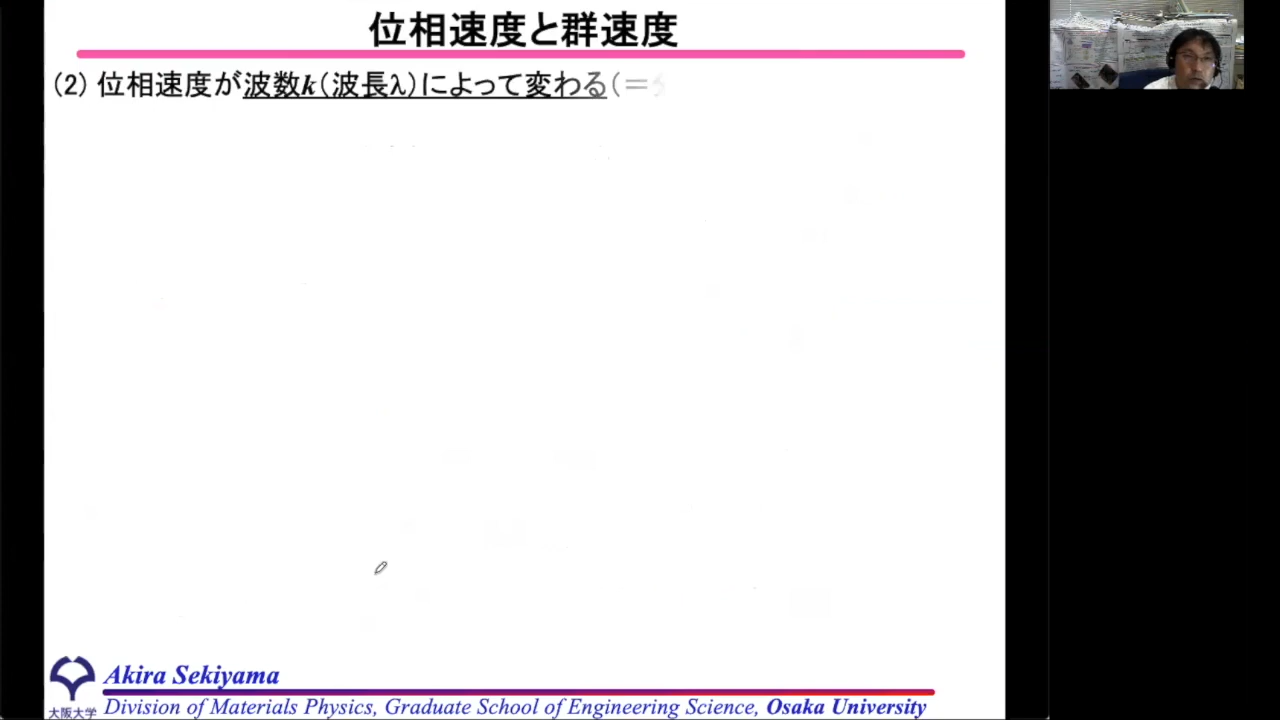 位相速度と群速度
(2) 位相速度が波数k(波長λ)によって変わる(=
Akira Sekiyama
大阪大学 Division of Materials Physics, Graduate School of Engineering Science, Osaka University